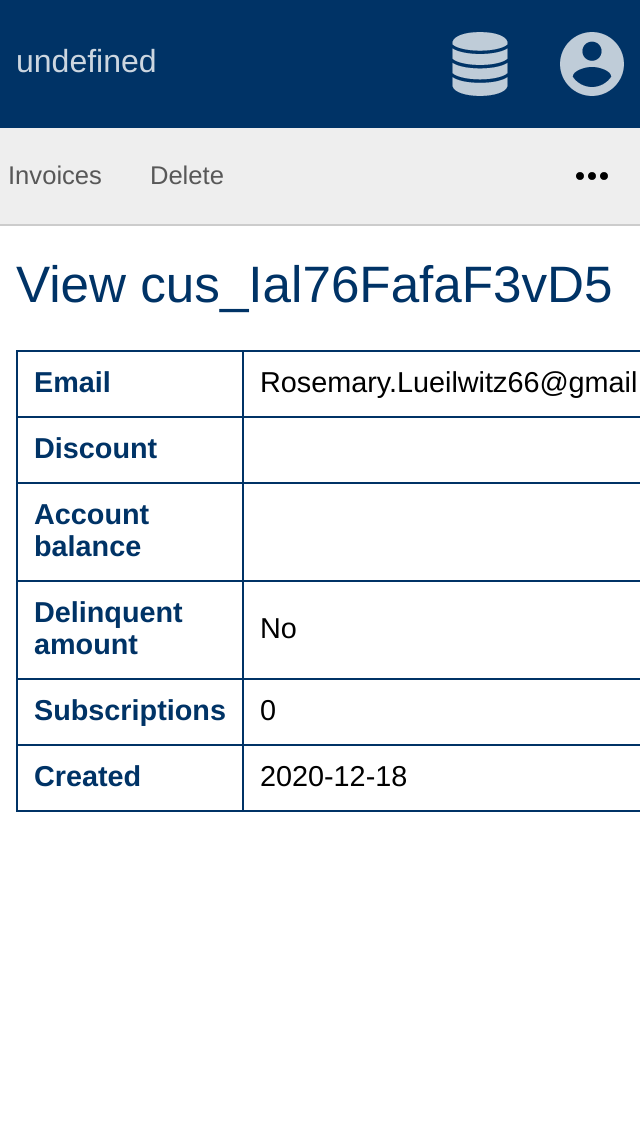 undefined
Invoices Delete
View cus_Ial76FafaF3vD5
Email Rosemary.Lueilwitz66@gmail
Discount
Account
balance
Delinquent
amount
No
Subscriptions 0
Created 2020-12-18